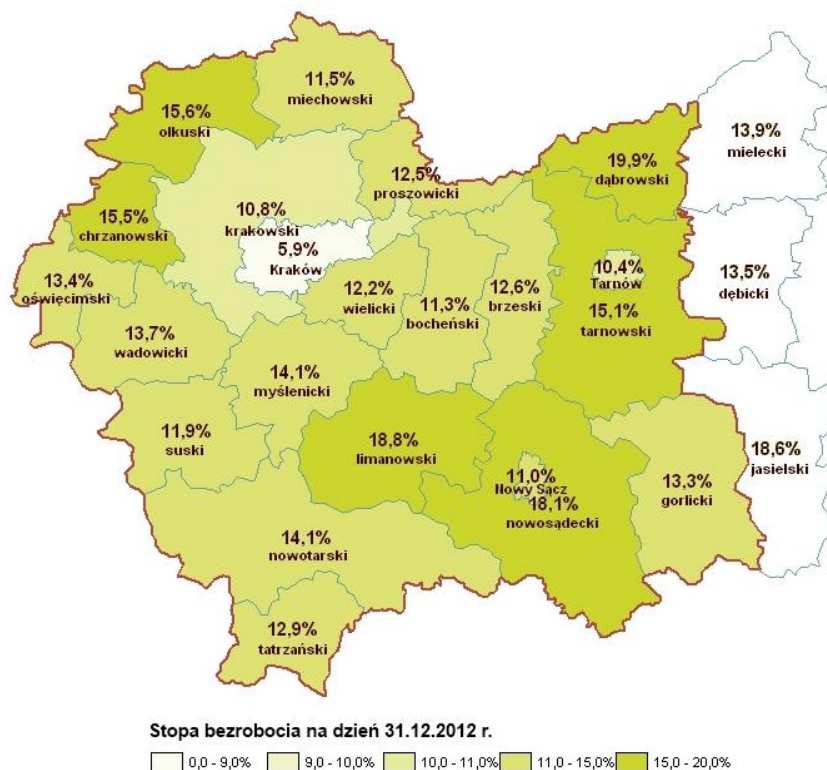 11,5%
miechowski
15,6%
olkuski
13,9%
mielecki
19,9%
dąbrowski
12,5%
proszowicki
10,8%
krakowski
15,5%
chrzanowski
5,9%
Kraków
13,4%
oświęcimski
12,2%
wielicki
11,3%
bocheński
12,6%
brzeski
10,4%
Tarnów
15,1%
tarnowski
13,5%
dębicki
13,7%
wadowicki
14,1%
myślenicki
11,9%
suski
18,8%
limanowski
11,0%
Nowy Sącz
18,1%
nowosądecki
13,3%
gorlicki
18,6%
jasielski
14,1%
nowotarski
12,9%
tatrzański
Stopa bezrobocia na dzień 31.12.2012 r.
0,0 - 9,0% 9,0 - 10,0% 10,0 - 11,0% 11,0 - 15,0% 15,0 - 20,0%